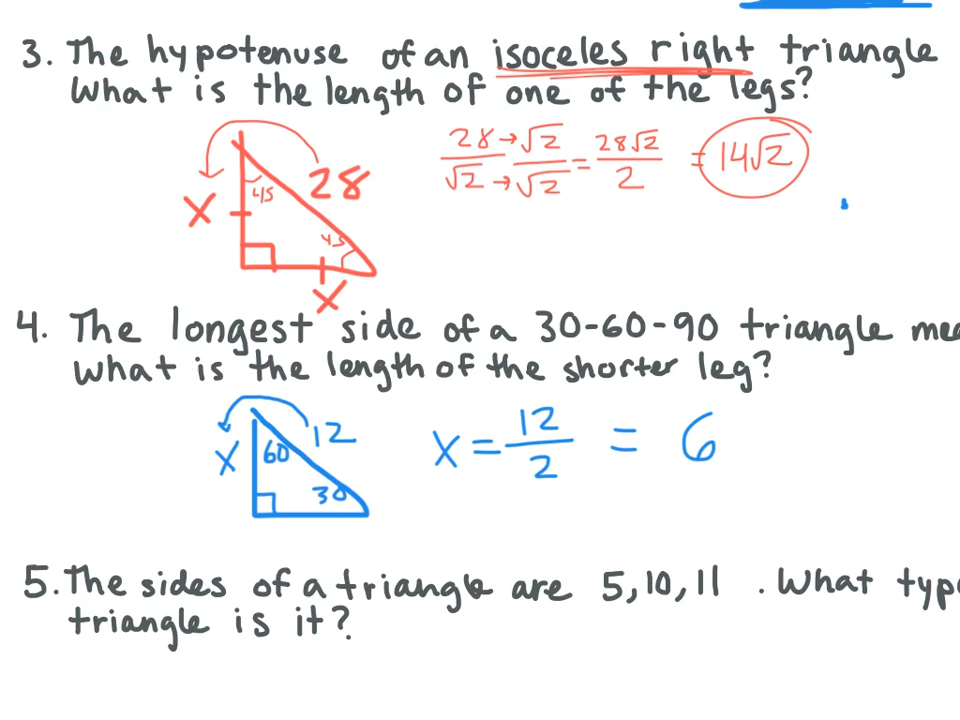 3. The hypotenuse of an isoceles right triangle
What is the length of one of the legs?
28→√2 28√2
— — = — = 14√2
√2→√2 2
45
28
X
45
X
4. The longest side of a 30-60-90 triangle mea
What is the length of the shorter leg?
12
X 60
30
X = 12/2 = 6
5. The sides of a triangle are 5, 10, 11 . What type
triangle is it?